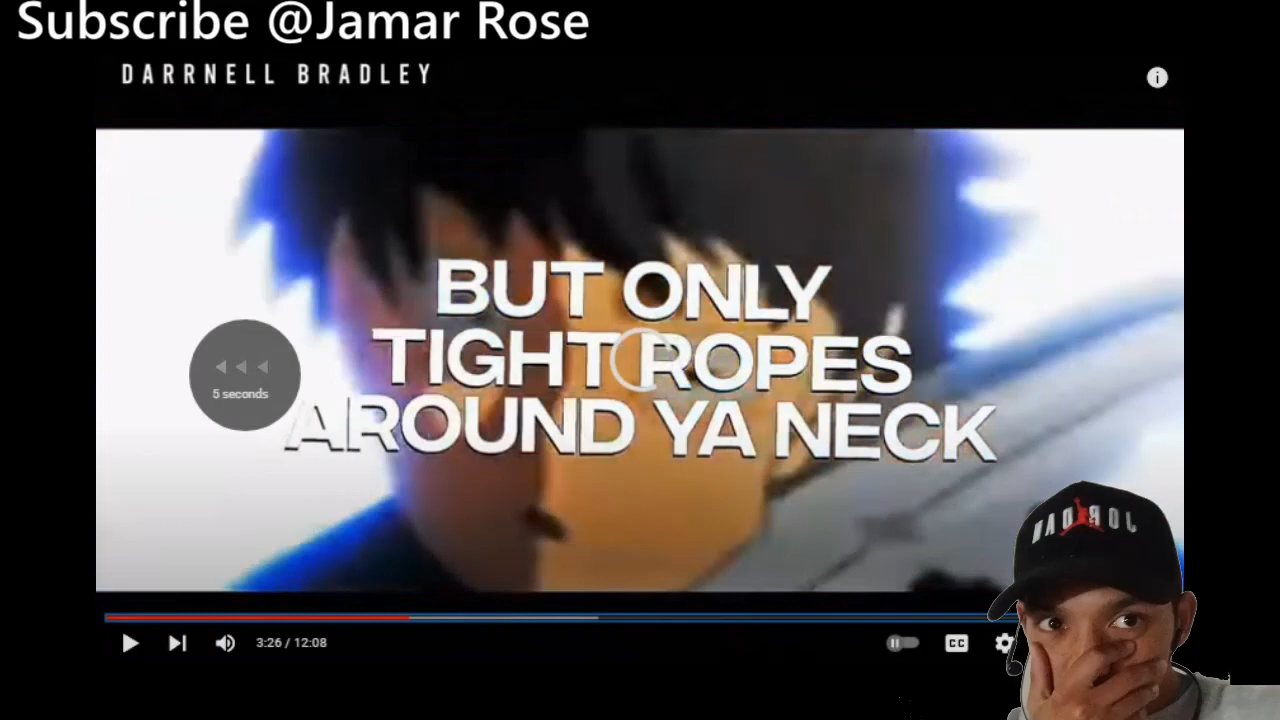 Subscribe @Jamar Rose
DARRNELL BRADLEY
i
BUT ONLY
TIGHT ROPES
AROUND YA NECK
5 seconds
3:26 / 12:08
CC
JORDAN